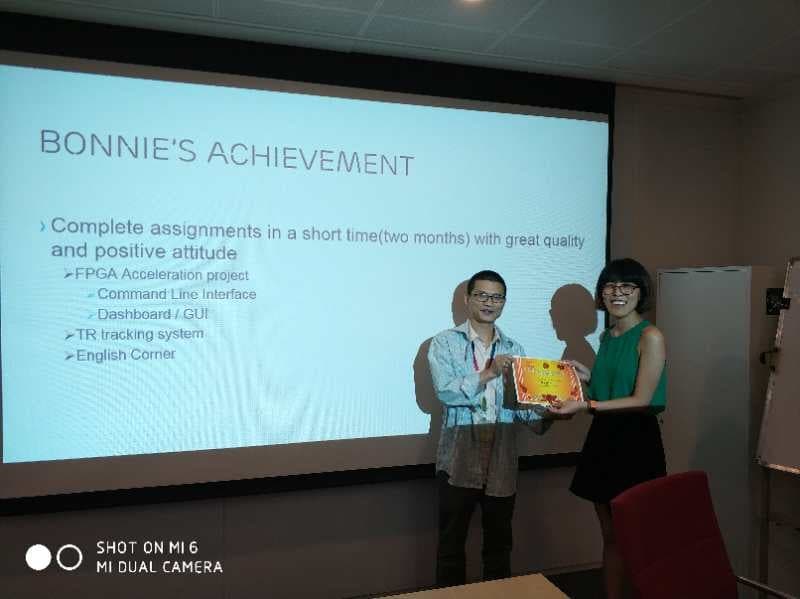 BONNIE'S ACHIEVEMENT
Complete assignments in a short time(two months) with great quality
and positive attitude
FPGA Acceleration project
Command Line Interface
Dashboard / GUI
TR tracking system
English Corner
SHOT ON MI 6
MI DUAL CAMERA